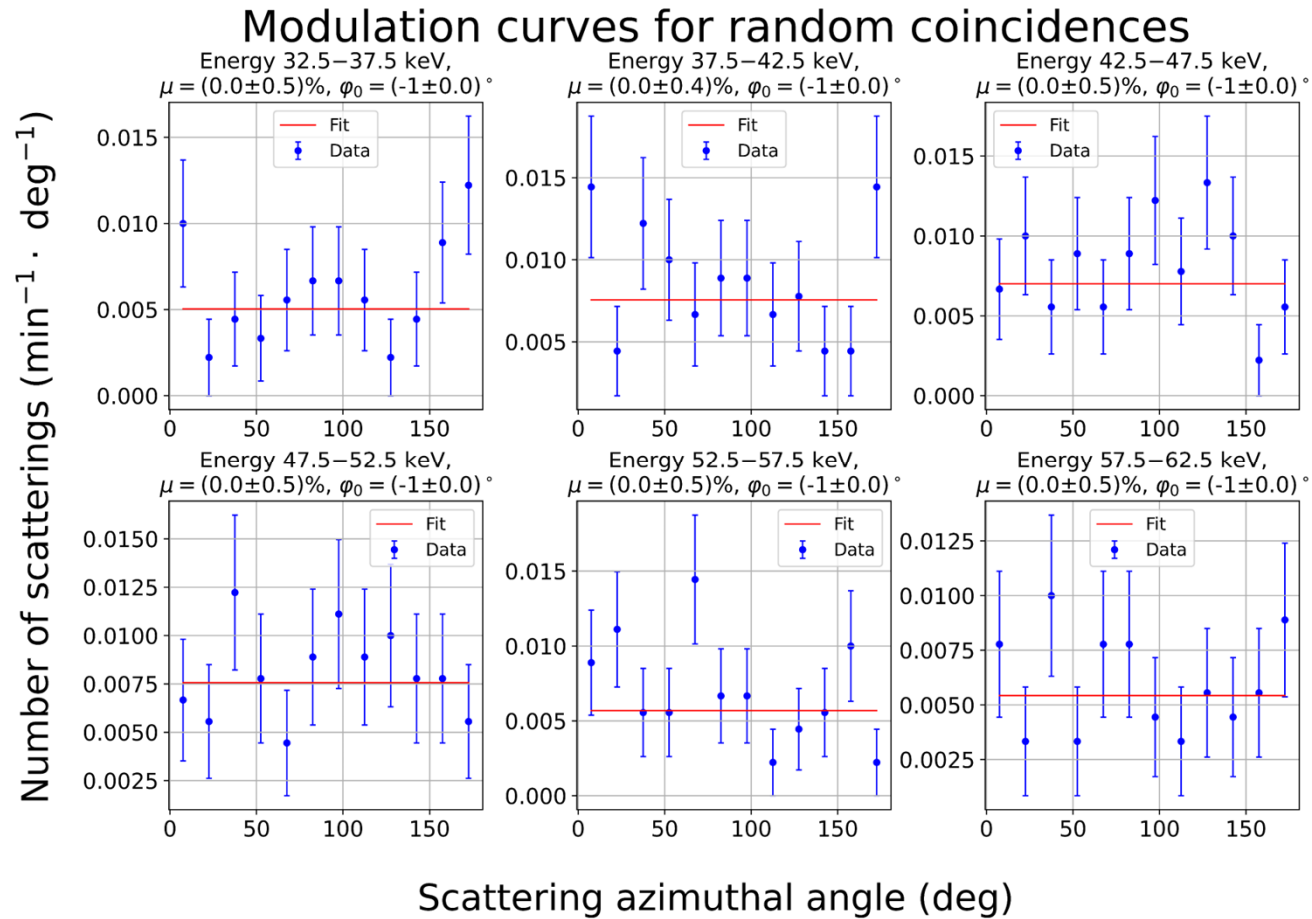 Modulation curves for random coincidences
Number of scatterings (min⁻¹ · deg⁻¹)
Energy 32.5−37.5 keV,
μ = (0.0±0.5)%, φ₀ = (-1±0.0)°
Fit
Data
0.015
0.010
0.005
0.000
0
50
100
150
Energy 37.5−42.5 keV,
μ = (0.0±0.4)%, φ₀ = (-1±0.0)°
Fit
Data
0.015
0.010
0.005
0
50
100
150
Energy 42.5−47.5 keV,
μ = (0.0±0.5)%, φ₀ = (-1±0.0)°
Fit
Data
0.015
0.010
0.005
0.000
0
50
100
150
Energy 47.5−52.5 keV,
μ = (0.0±0.5)%, φ₀ = (-1±0.0)°
Fit
Data
0.0150
0.0125
0.0100
0.0075
0.0050
0.0025
0
50
100
150
Energy 52.5−57.5 keV,
μ = (0.0±0.5)%, φ₀ = (-1±0.0)°
Fit
Data
0.015
0.010
0.005
0.000
0
50
100
150
Energy 57.5−62.5 keV,
μ = (0.0±0.5)%, φ₀ = (-1±0.0)°
Fit
Data
0.0125
0.0100
0.0075
0.0050
0.0025
0
50
100
150
Scattering azimuthal angle (deg)